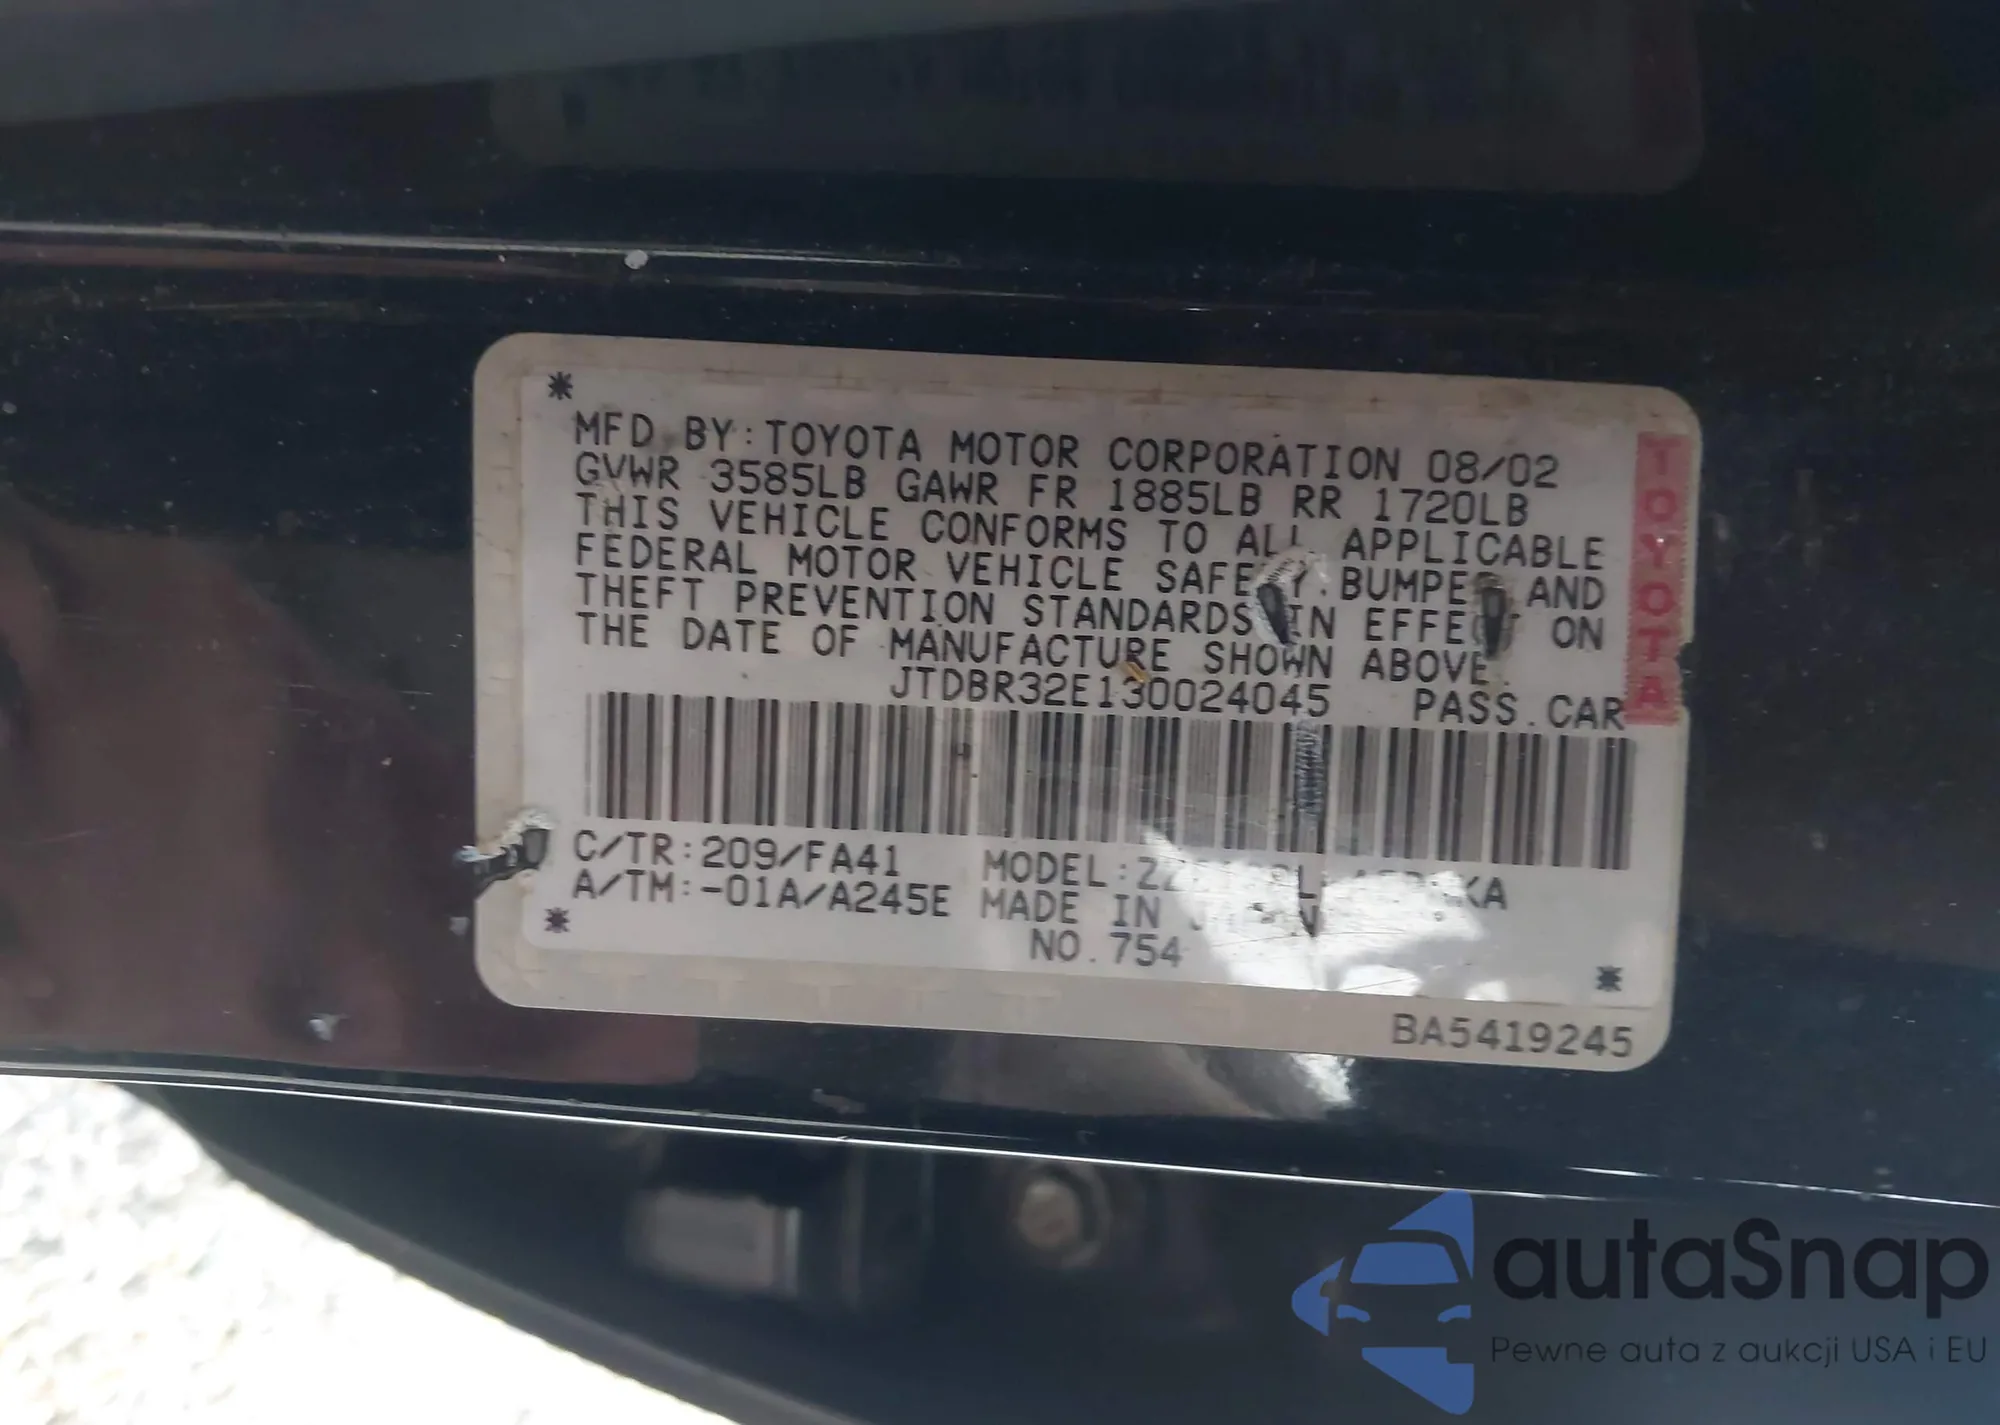 MFD BY:TOYOTA MOTOR CORPORATION 08/02
GVWR 3585LB GAWR FR 1885LB RR 1720LB
THIS VEHICLE CONFORMS TO ALL APPLICABLE
FEDERAL MOTOR VEHICLE SAFETY.BUMPER AND
THEFT PREVENTION STANDARDS IN EFFECT ON
THE DATE OF MANUFACTURE SHOWN ABOVE.
JTDBR32E130024045 PASS.CAR
C/TR:209/FA41 MODEL:
A/TM:-01A/A245E MADE IN JAPAN
NO.754
BA5419245
TOYOTA
autaSnap
Pewne auta z aukcji USA i EU